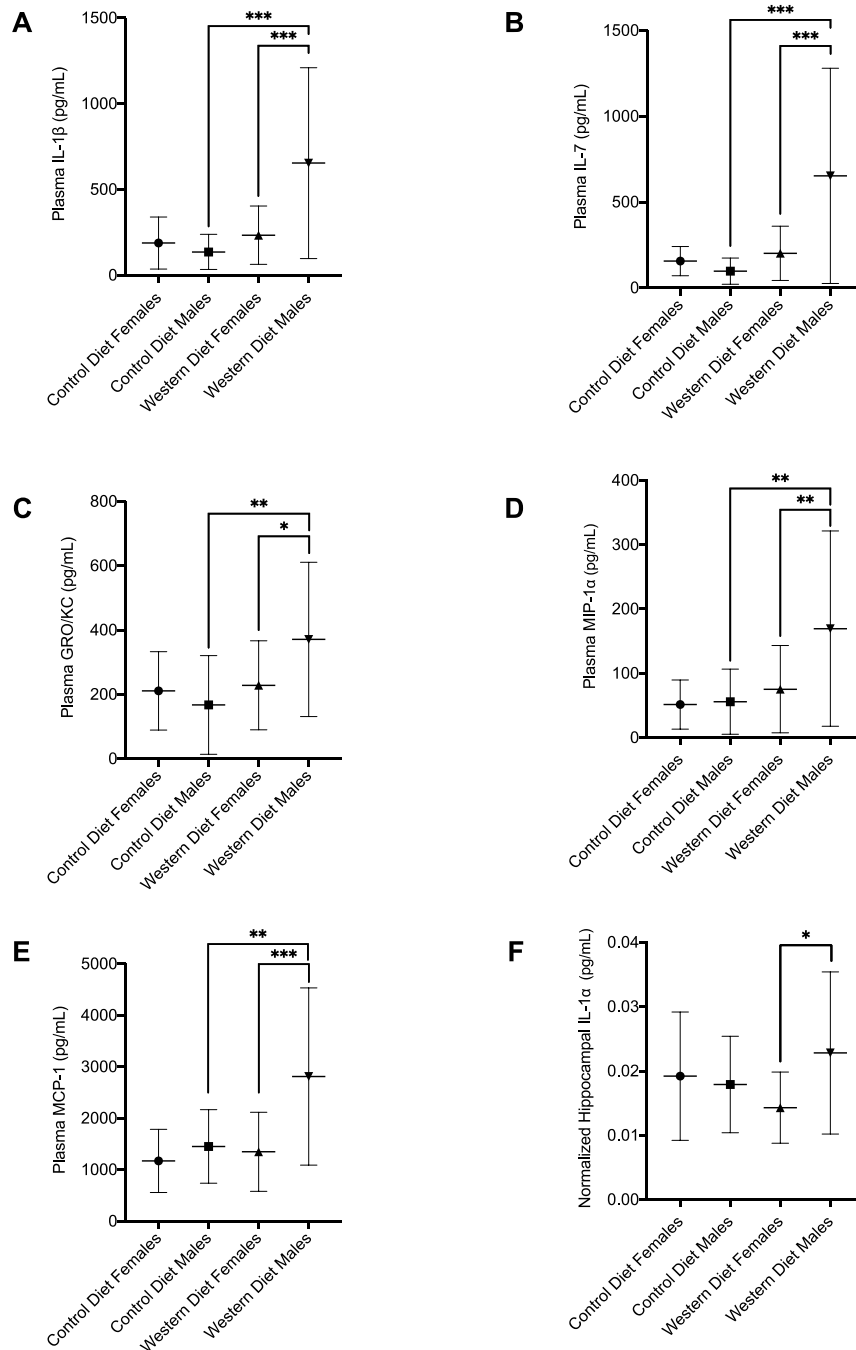 A
Plasma IL-1β (pg/mL)
1500
1000
500
0
***
***
Control Diet Females
Control Diet Males
Western Diet Females
Western Diet Males
B
Plasma IL-7 (pg/mL)
1500
1000
500
0
***
***
Control Diet Females
Control Diet Males
Western Diet Females
Western Diet Males
C
Plasma GRO/KC (pg/mL)
800
600
400
200
0
**
*
Control Diet Females
Control Diet Males
Western Diet Females
Western Diet Males
D
Plasma MIP-1α (pg/mL)
400
300
200
100
0
**
**
Control Diet Females
Control Diet Males
Western Diet Females
Western Diet Males
E
Plasma MCP-1 (pg/mL)
5000
4000
3000
2000
1000
0
**
***
Control Diet Females
Control Diet Males
Western Diet Females
Western Diet Males
F
Normalized Hippocampal IL-1α (pg/mL)
0.04
0.03
0.02
0.01
0.00
*
Control Diet Females
Control Diet Males
Western Diet Females
Western Diet Males